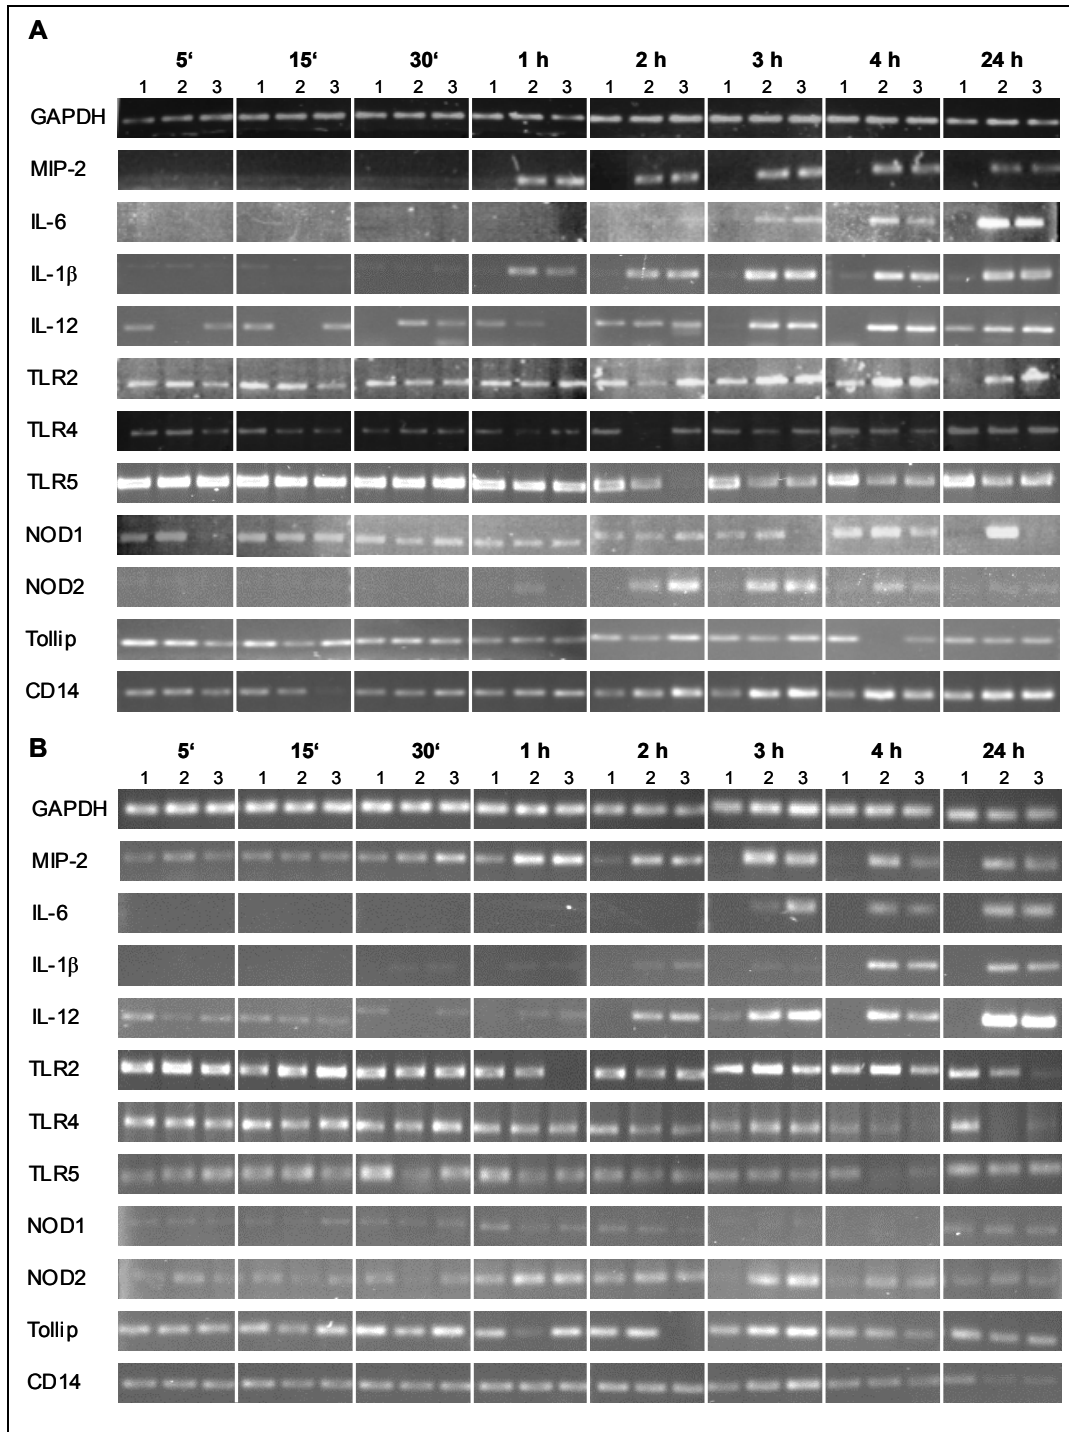 A
5‘ 15‘ 30‘ 1 h 2 h 3 h 4 h 24 h
1 2 3 1 2 3 1 2 3 1 2 3 1 2 3 1 2 3 1 2 3 1 2 3
GAPDH
MIP-2
IL-6
IL-1β
IL-12
TLR2
TLR4
TLR5
NOD1
NOD2
Tollip
CD14
B
5‘ 15‘ 30‘ 1 h 2 h 3 h 4 h 24 h
1 2 3 1 2 3 1 2 3 1 2 3 1 2 3 1 2 3 1 2 3 1 2 3
GAPDH
MIP-2
IL-6
IL-1β
IL-12
TLR2
TLR4
TLR5
NOD1
NOD2
Tollip
CD14